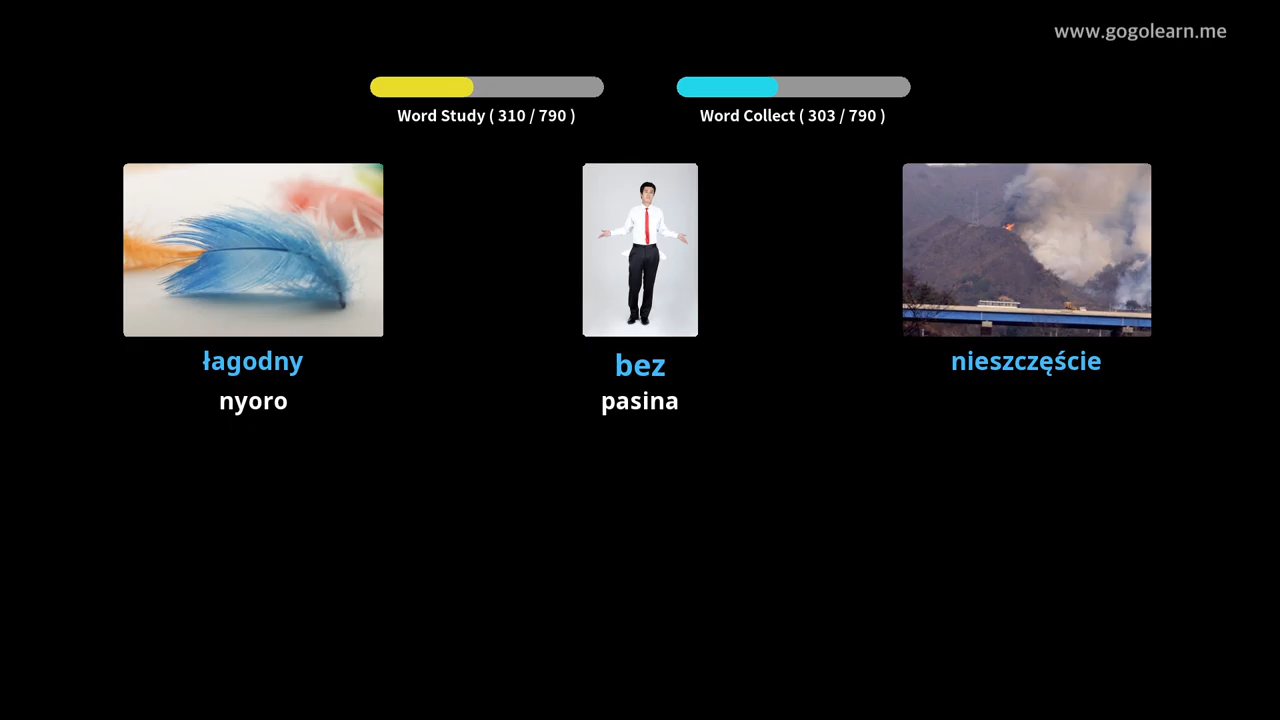 www.gogolearn.me
Word Study ( 310 / 790 )
Word Collect ( 303 / 790 )
łagodny
bez
nieszczęście
nyoro
pasina